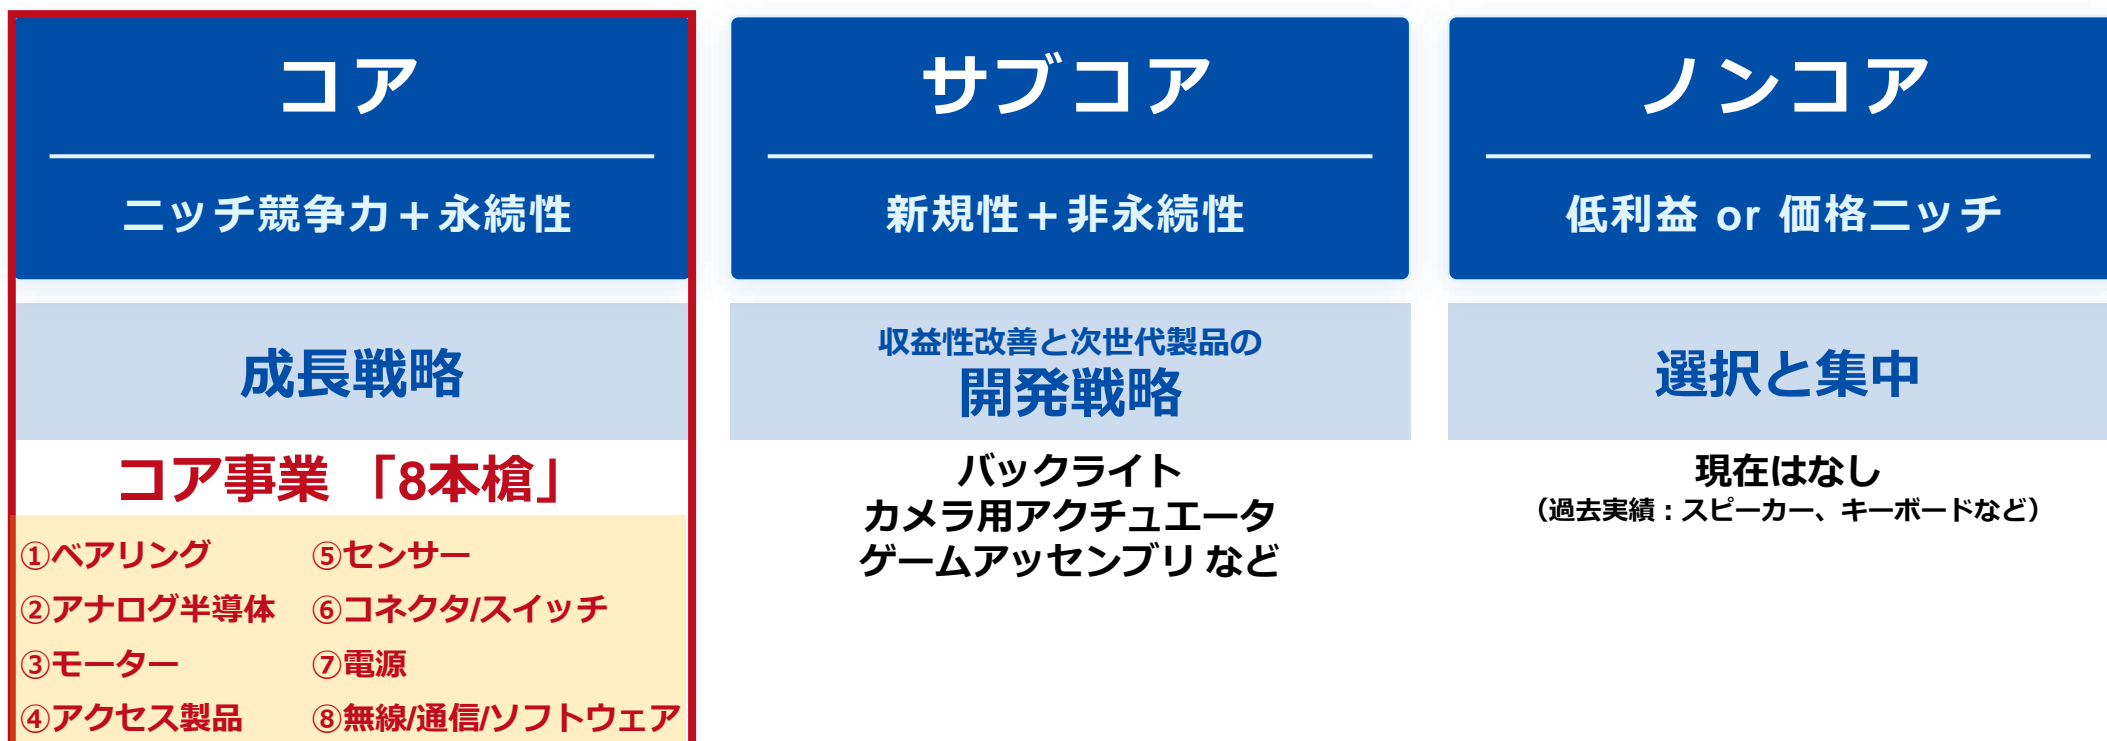 コア
ニッチ競争力＋永続性
成長戦略
コア事業 「8本槍」
①ベアリング
②アナログ半導体
③モーター
④アクセス製品
⑤センサー
⑥コネクタ/スイッチ
⑦電源
⑧無線/通信/ソフトウェア
サブコア
新規性＋非永続性
収益性改善と次世代製品の
開発戦略
バックライト
カメラ用アクチュエータ
ゲームアッセンブリ など
ノンコア
低利益 or 価格ニッチ
選択と集中
現在はなし
（過去実績：スピーカー、キーボードなど）